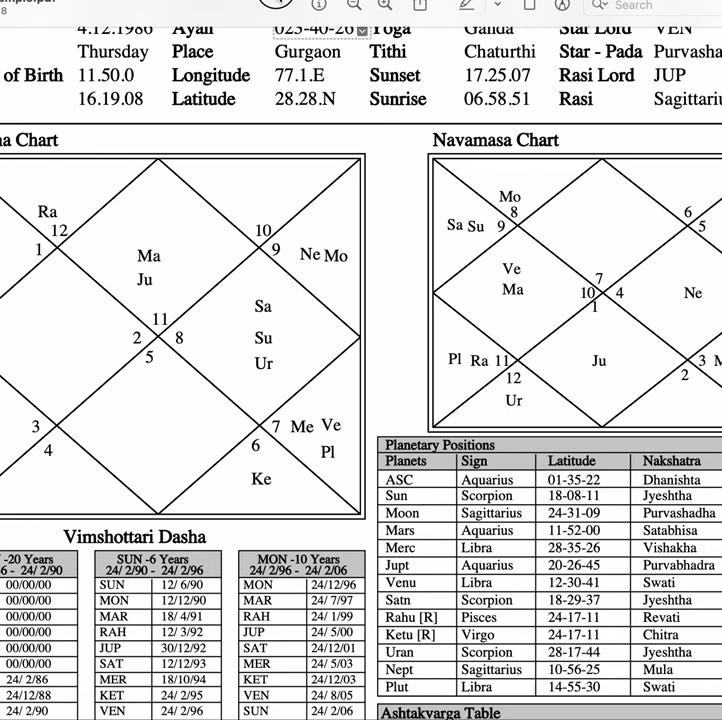 8
4.12.1986 Ayan 023-40-26 Yoga Ganda Star Lord VEN
Thursday Place Gurgaon Tithi Chaturthi Star - Pada Purvasha
of Birth 11.50.0 Longitude 77.1.E Sunset 17.25.07 Rasi Lord JUP
16.19.08 Latitude 28.28.N Sunrise 06.58.51 Rasi Sagittariu
Search
na Chart
Ra
12
1
Ma
Ju
10
9
Ne Mo
11
2
8
5
Sa
Su
Ur
3
4
7
6
Me Ve
Pl
Ke
Navamasa Chart
Mo
8
Sa Su 9
6
5
Ve
Ma
7
10
4
1
Ne
Pl Ra 11
12
Ur
Ju
3
2
M
Vimshottari Dasha
-20 Years
6 - 24/ 2/90
00/00/00
00/00/00
00/00/00
00/00/00
00/00/00
00/00/00
24/ 2/86
24/12/88
24/ 2/90
SUN -6 Years
24/ 2/90 - 24/ 2/96
SUN 12/ 6/90
MON 12/12/90
MAR 18/ 4/91
RAH 12/ 3/92
JUP 30/12/92
SAT 12/12/93
MER 18/10/94
KET 24/ 2/95
VEN 24/ 2/96
MON -10 Years
24/ 2/96 - 24/ 2/06
MON 24/12/96
MAR 24/ 7/97
RAH 24/ 1/99
JUP 24/ 5/00
SAT 24/12/01
MER 24/ 5/03
KET 24/12/03
VEN 24/ 8/05
SUN 24/ 2/06
Planetary Positions
Planets Sign Latitude Nakshatra
ASC Aquarius 01-35-22 Dhanishta
Sun Scorpion 18-08-11 Jyeshtha
Moon Sagittarius 24-31-09 Purvashadha
Mars Aquarius 11-52-00 Satabhisa
Merc Libra 28-35-26 Vishakha
Jupt Aquarius 20-26-45 Purvabhadra
Venu Libra 12-30-41 Swati
Satn Scorpion 18-29-37 Jyeshtha
Rahu [R] Pisces 24-17-11 Revati
Ketu [R] Virgo 24-17-11 Chitra
Uran Scorpion 28-17-44 Jyeshtha
Nept Sagittarius 10-56-25 Mula
Plut Libra 14-55-30 Swati
Ashtakvarga Table